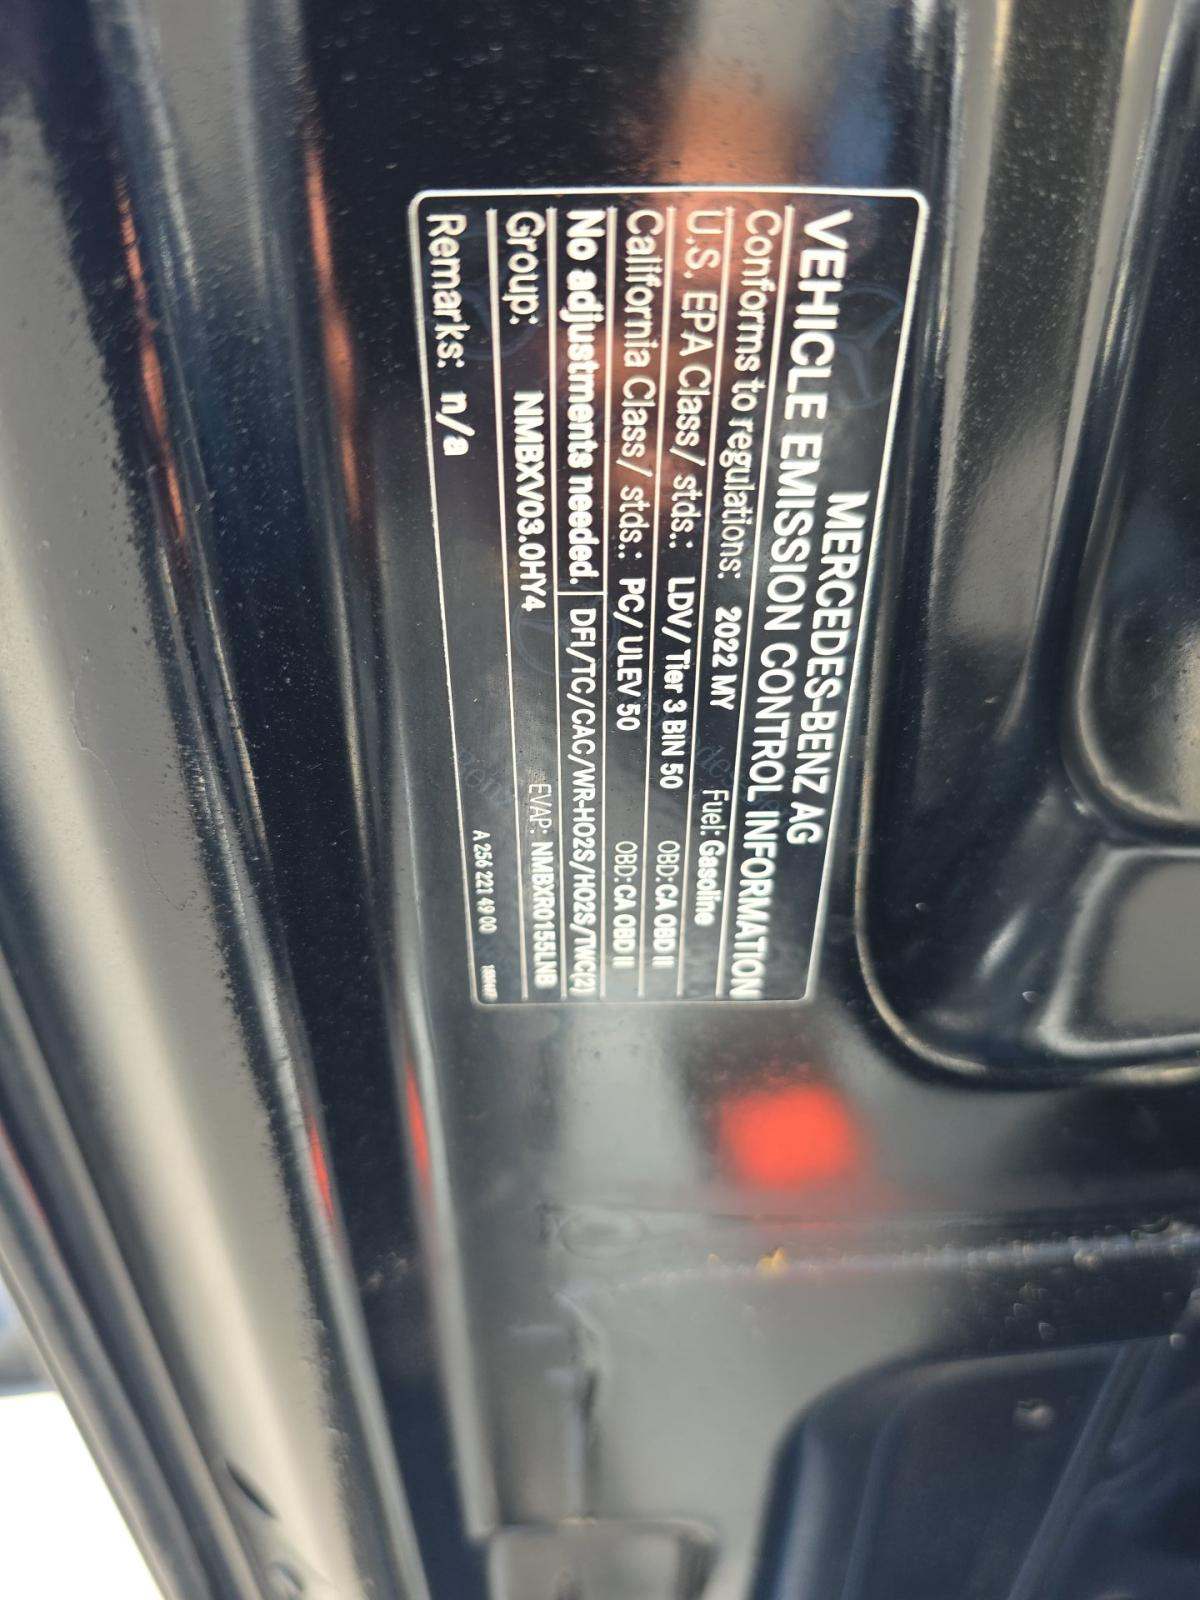 MERCEDES-BENZ AG
VEHICLE EMISSION CONTROL INFORMATION
Conforms to regulations: 2022 MY Fuel: Gasoline
U.S. EPA Class/ stds.: LDV/ Tier 3 BIN 50 OBD: CA OBD II
California Class/ stds.: PC/ ULEV 50 OBD: CA OBD II
No adjustments needed. DFI/TC/CAC/WR-HO2S/HO2S/TWC(2)
Group: NMBXV03.0HY4 EVAP: NMBXR0155LNB
Remarks: n/a A 256 221 49 00